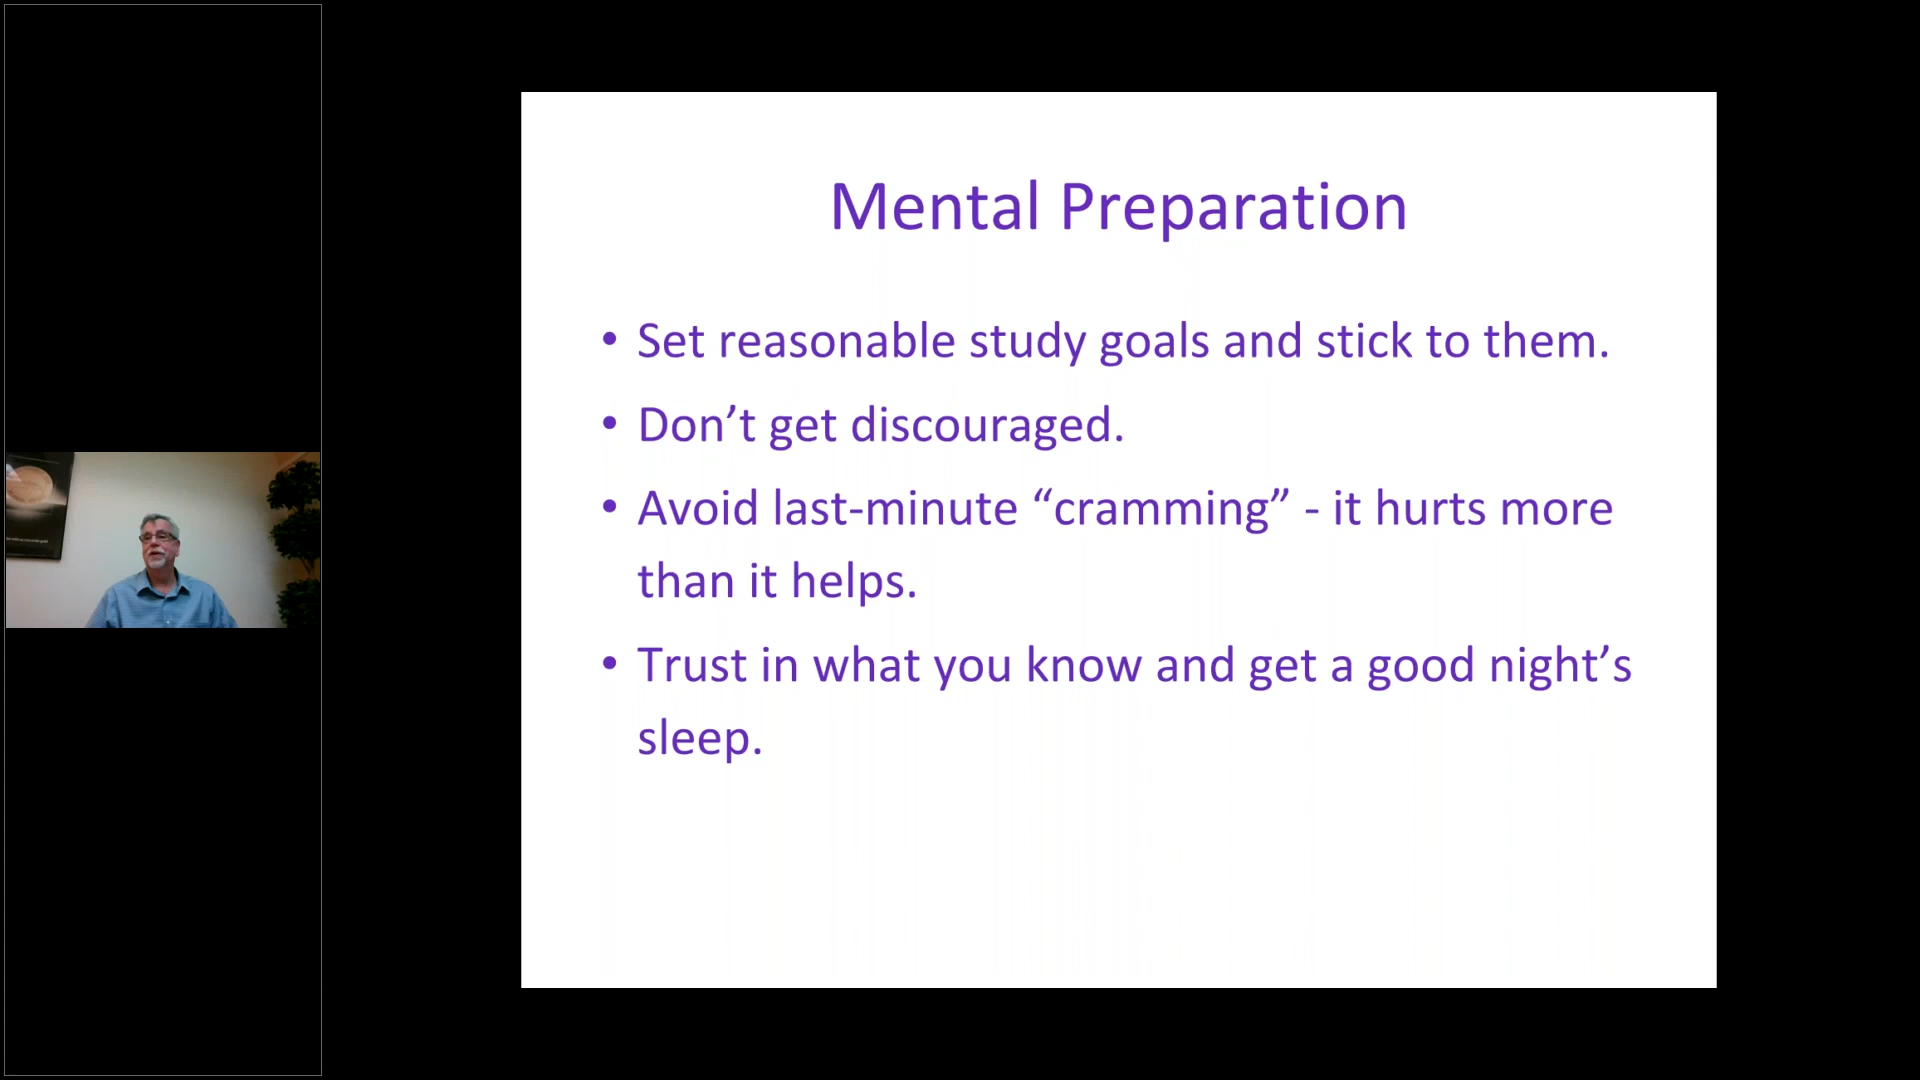 Mental Preparation
• Set reasonable study goals and stick to them.
• Don’t get discouraged.
• Avoid last-minute “cramming” - it hurts more
than it helps.
• Trust in what you know and get a good night’s
sleep.